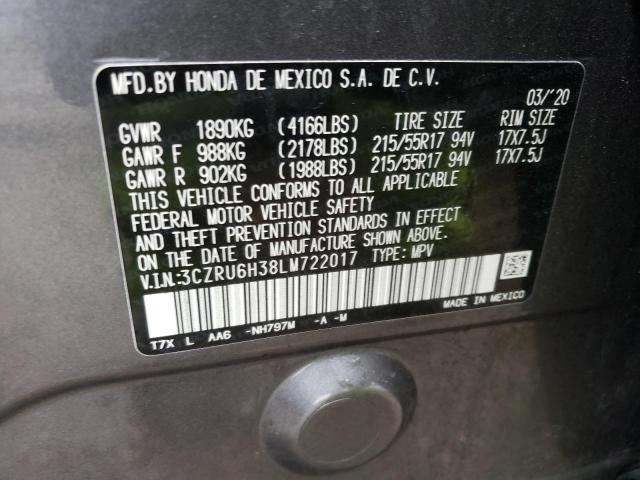 MFD.BY HONDA DE MEXICO S.A. DE C.V.
03/'20
GVWR 1890KG (4166LBS) TIRE SIZE RIM SIZE
GAWR F 988KG (2178LBS) 215/55R17 94V 17X7.5J
GAWR R 902KG (1988LBS) 215/55R17 94V 17X7.5J
THIS VEHICLE CONFORMS TO ALL APPLICABLE
FEDERAL MOTOR VEHICLE SAFETY
AND THEFT PREVENTION STANDARDS IN EFFECT
ON THE DATE OF MANUFACTURE SHOWN ABOVE.
V.I.N.:3CZRU6H38LM722017 TYPE: MPV
MADE IN MEXICO
T7X L AA6 -NH797M -A -M